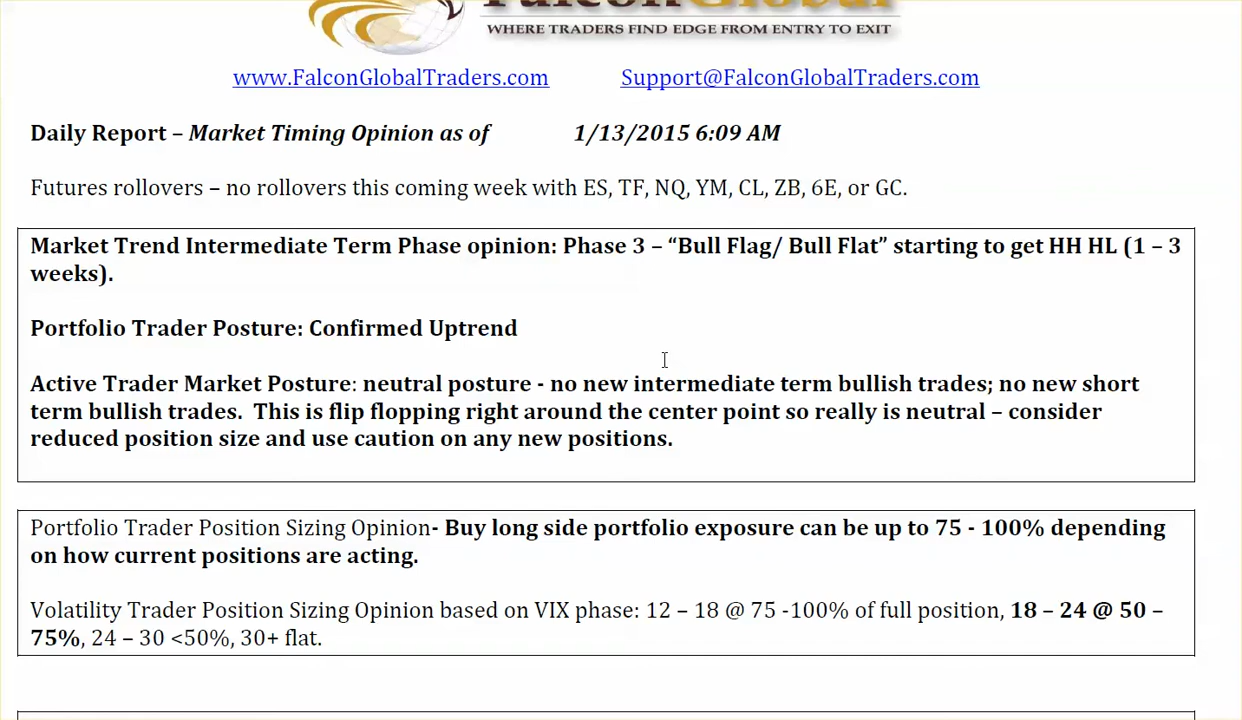 Falcon Global
WHERE TRADERS FIND EDGE FROM ENTRY TO EXIT
www.FalconGlobalTraders.com Support@FalconGlobalTraders.com
Daily Report – Market Timing Opinion as of 1/13/2015 6:09 AM
Futures rollovers – no rollovers this coming week with ES, TF, NQ, YM, CL, ZB, 6E, or GC.
Market Trend Intermediate Term Phase opinion: Phase 3 – “Bull Flag/ Bull Flat” starting to get HH HL (1 – 3
weeks).
Portfolio Trader Posture: Confirmed Uptrend
Active Trader Market Posture: neutral posture - no new intermediate term bullish trades; no new short
term bullish trades. This is flip flopping right around the center point so really is neutral – consider
reduced position size and use caution on any new positions.
Portfolio Trader Position Sizing Opinion- Buy long side portfolio exposure can be up to 75 - 100% depending
on how current positions are acting.
Volatility Trader Position Sizing Opinion based on VIX phase: 12 – 18 @ 75 -100% of full position, 18 – 24 @ 50 –
75%, 24 – 30 <50%, 30+ flat.